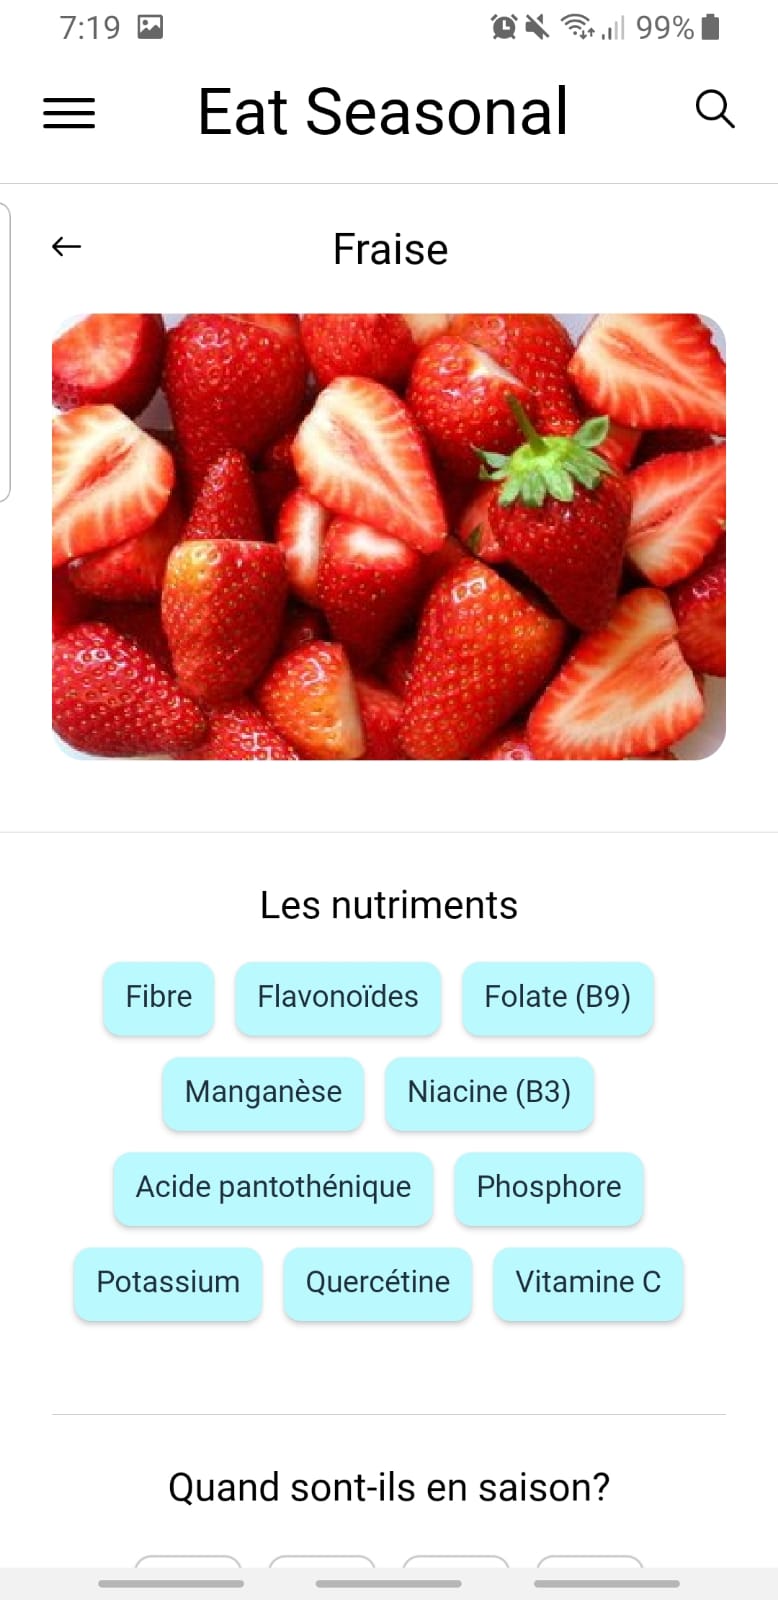 7:19 99%
Eat Seasonal
Fraise
Les nutriments
Fibre Flavonoïdes Folate (B9)
Manganèse Niacine (B3)
Acide pantothénique Phosphore
Potassium Quercétine Vitamine C
Quand sont-ils en saison?